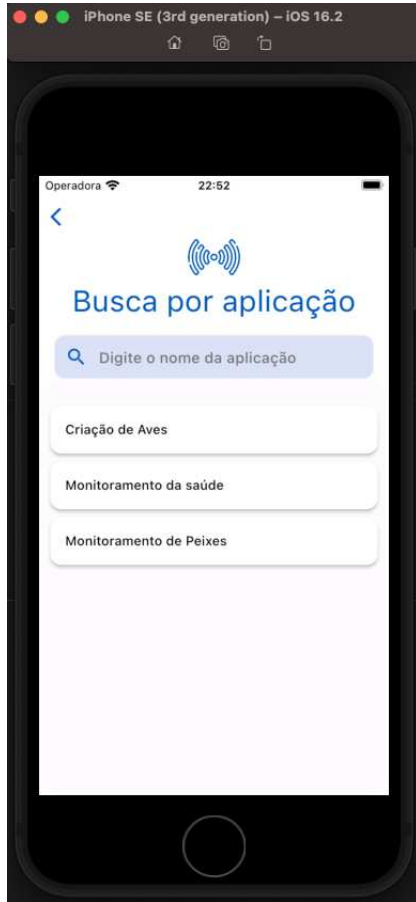 iPhone SE (3rd generation) – iOS 16.2
Operadora 22:52
Busca por aplicação
Digite o nome da aplicação
Criação de Aves
Monitoramento da saúde
Monitoramento de Peixes